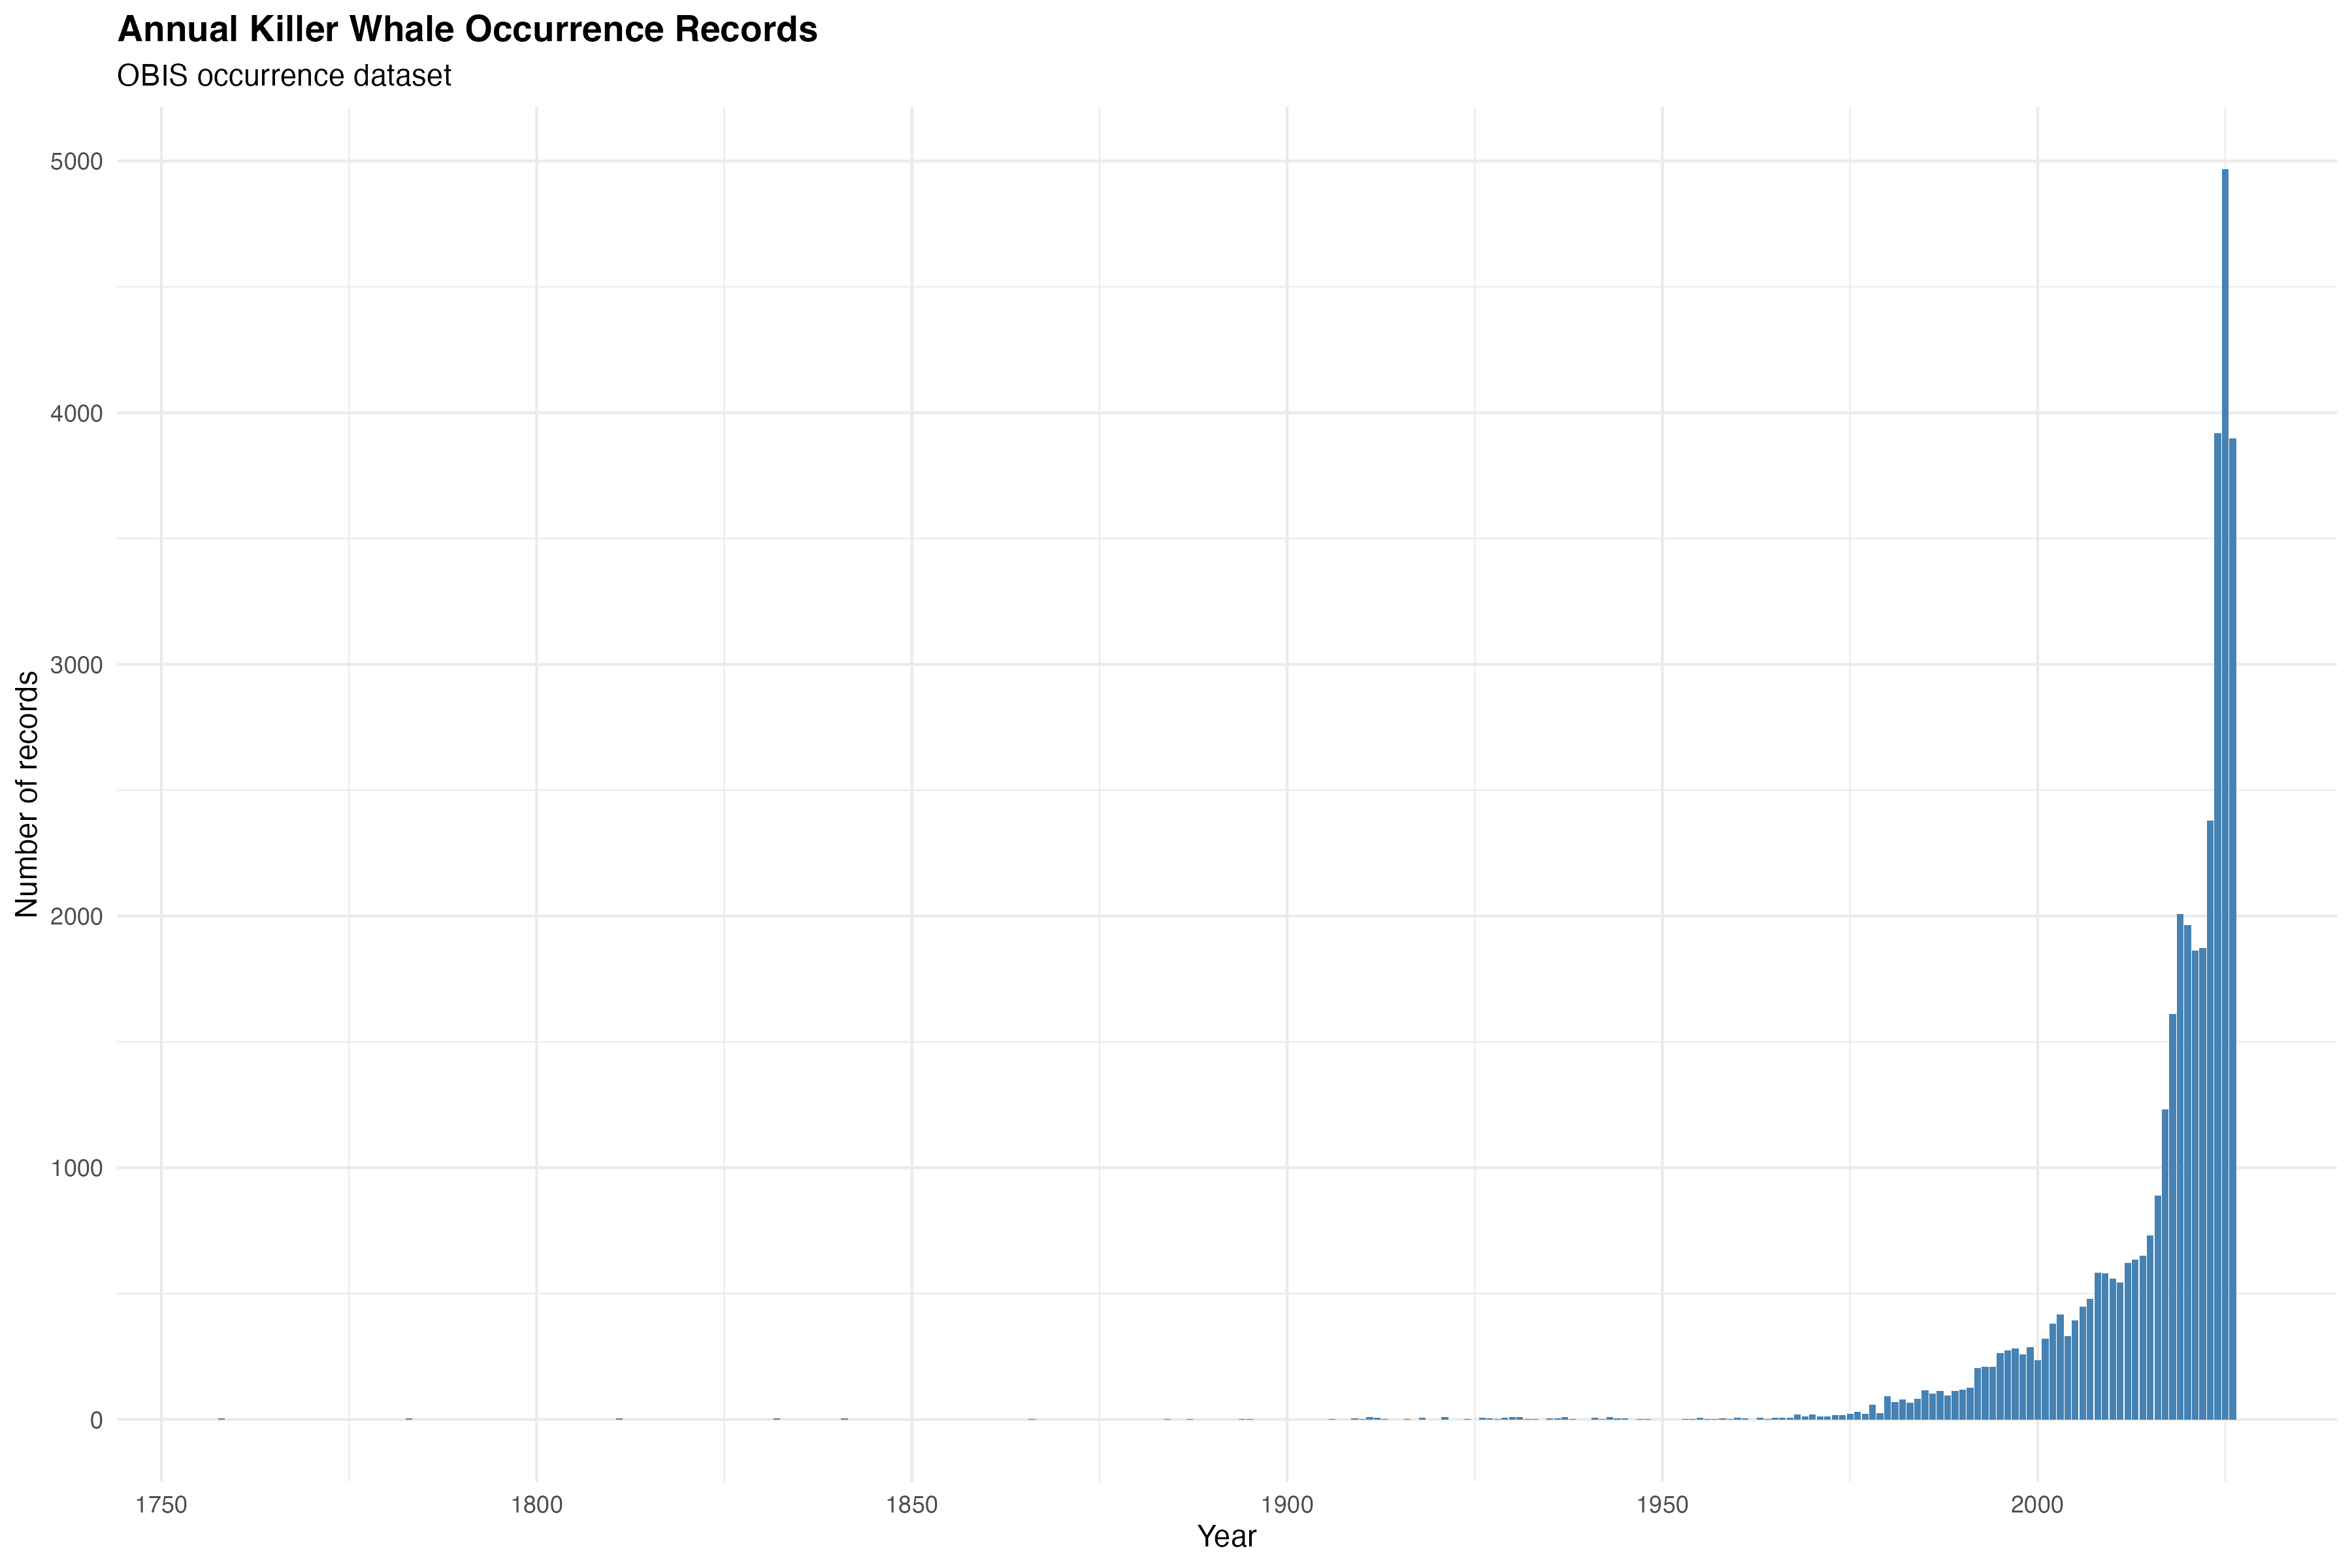 Annual Killer Whale Occurrence Records
OBIS occurrence dataset
5000
4000
3000
2000
1000
0
Number of records
1750 1800 1850 1900 1950 2000
Year